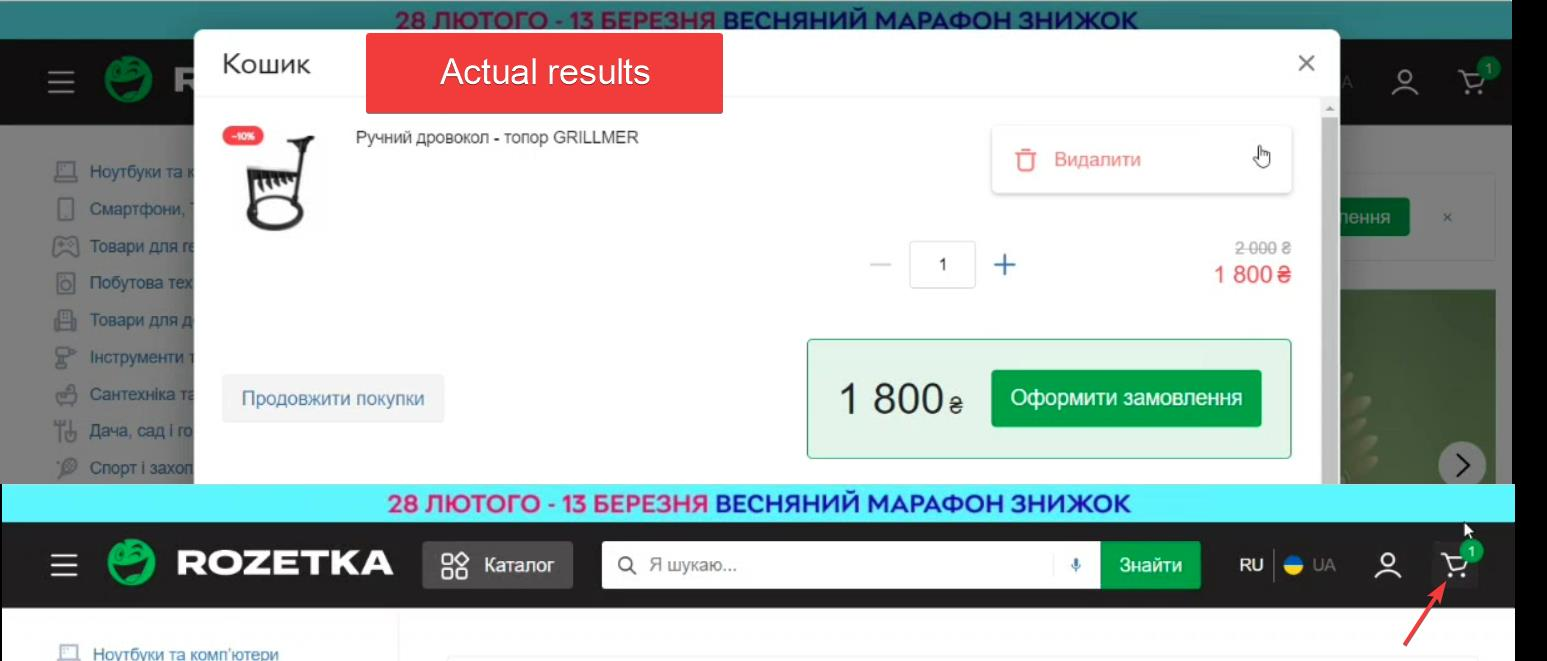 28 ЛЮТОГО - 13 БЕРЕЗНЯ ВЕСНЯНИЙ МАРАФОН ЗНИЖОК
Кошик
Actual results
1
-10%
Ручний дровокол - топор GRILLMER
Видалити
Ноутбуки та к
Смартфони,
Товари для ге
Побутова тех
Товари для д
Інструменти т
Сантехніка та
Дача, сад і го
Спорт і захоп
1
2 000 ₴
1 800 ₴
Продовжити покупки
1 800 ₴
Оформити замовлення
лення
28 ЛЮТОГО - 13 БЕРЕЗНЯ ВЕСНЯНИЙ МАРАФОН ЗНИЖОК
ROZETKA
Каталог
Я шукаю...
Знайти
RU
UA
1
Ноутбуки та комп'ютери